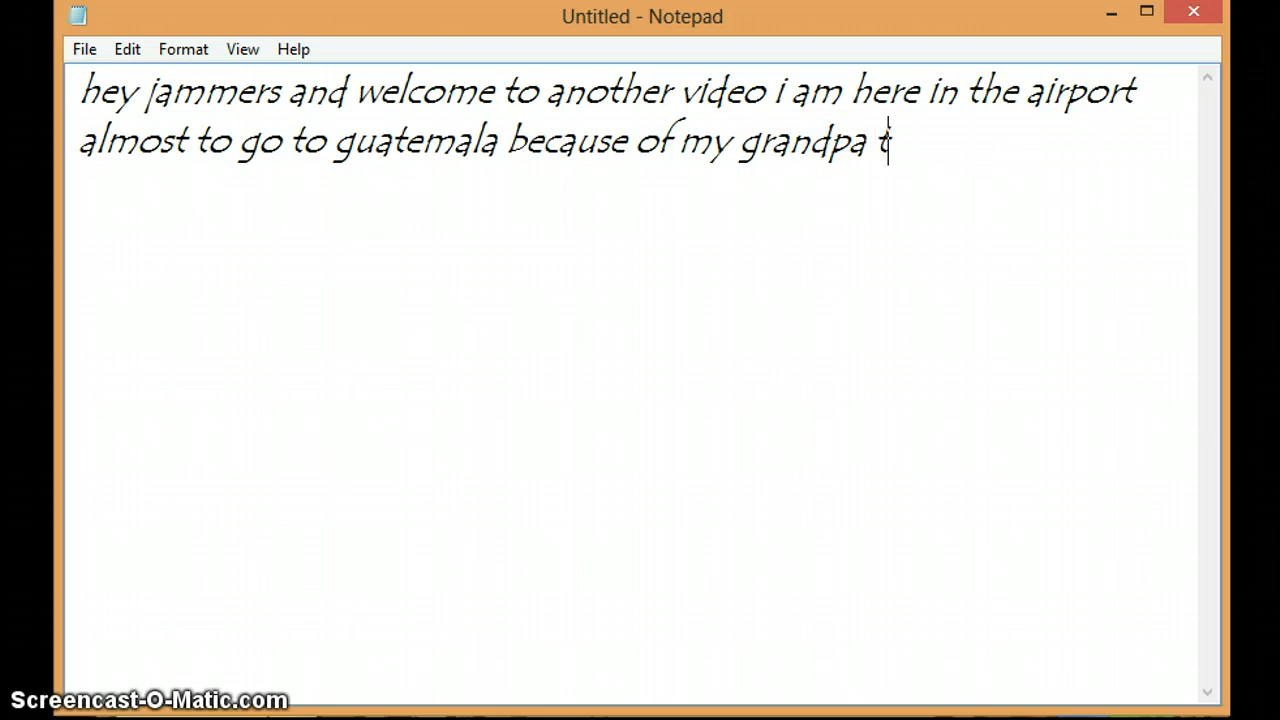 Untitled - Notepad
File Edit Format View Help
hey jammers and welcome to another video i am here in the airport
almost to go to guatemala because of my grandpa t
Screencast-O-Matic.com